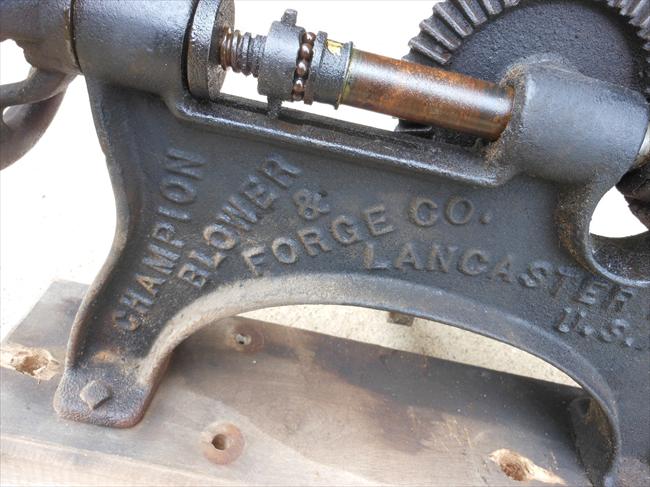 CHAMPION
BLOWER
&
FORGE CO.
LANCASTER
U.S.